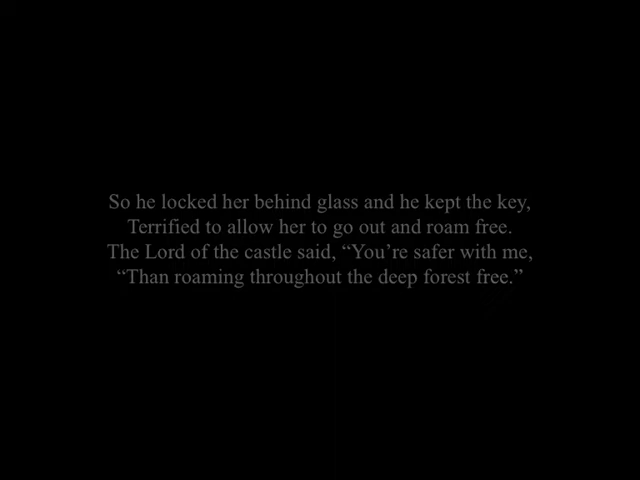 So he locked her behind glass and he kept the key,
Terrified to allow her to go out and roam free.
The Lord of the castle said, “You’re safer with me,
“Than roaming throughout the deep forest free.”